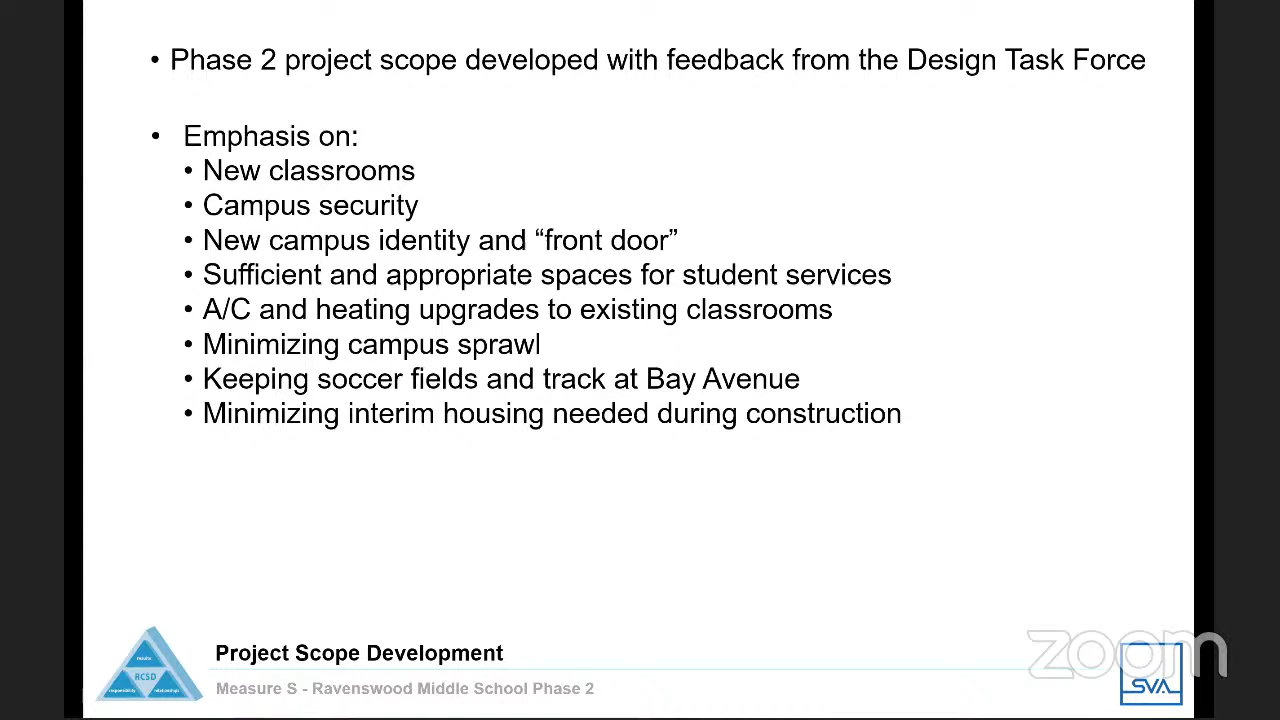 • Phase 2 project scope developed with feedback from the Design Task Force
• Emphasis on:
• New classrooms
• Campus security
• New campus identity and “front door”
• Sufficient and appropriate spaces for student services
• A/C and heating upgrades to existing classrooms
• Minimizing campus sprawl
• Keeping soccer fields and track at Bay Avenue
• Minimizing interim housing needed during construction
results
RCSD
responsibility relationships
Project Scope Development
Measure S - Ravenswood Middle School Phase 2
zoom
SVA